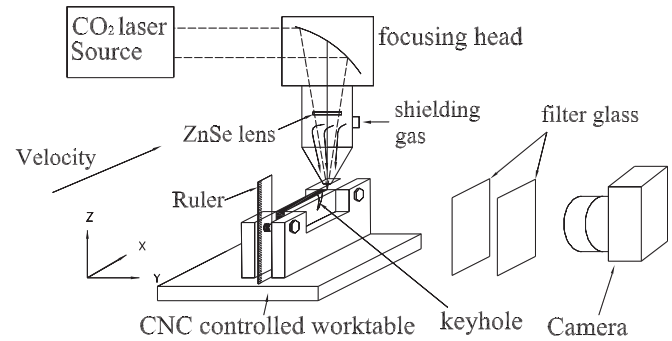 CO₂ laser
Source
focusing head
ZnSe lens
shielding
gas
filter glass
Velocity
Ruler
Z
X
Y
CNC controlled worktable
keyhole
Camera